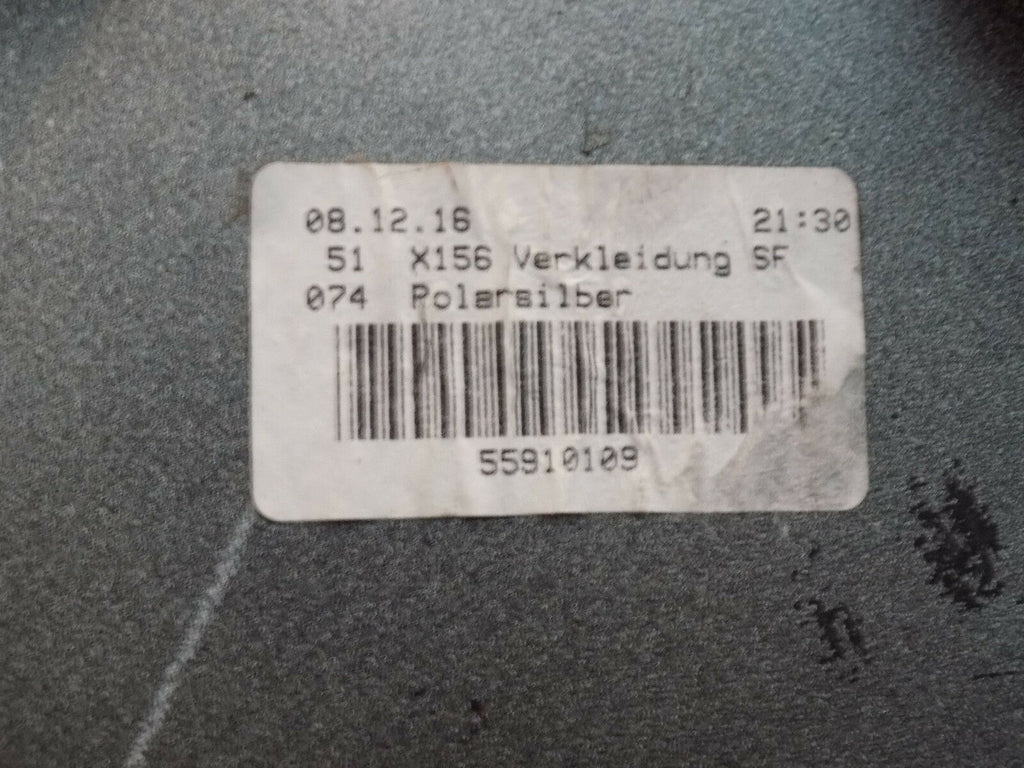 08.12.16 21:30
51 X156 Verkleidung SF
074 Polarsilber
55910109